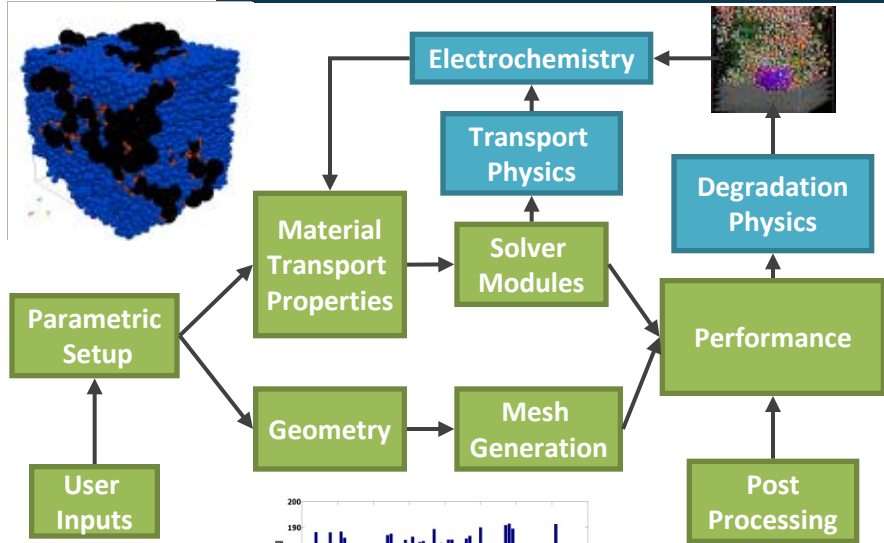 Electrochemistry
Transport
Physics
Degradation
Physics
Material
Transport
Properties
Solver
Modules
Parametric
Setup
Performance
Geometry
Mesh
Generation
User
Inputs
Post
Processing
200
190